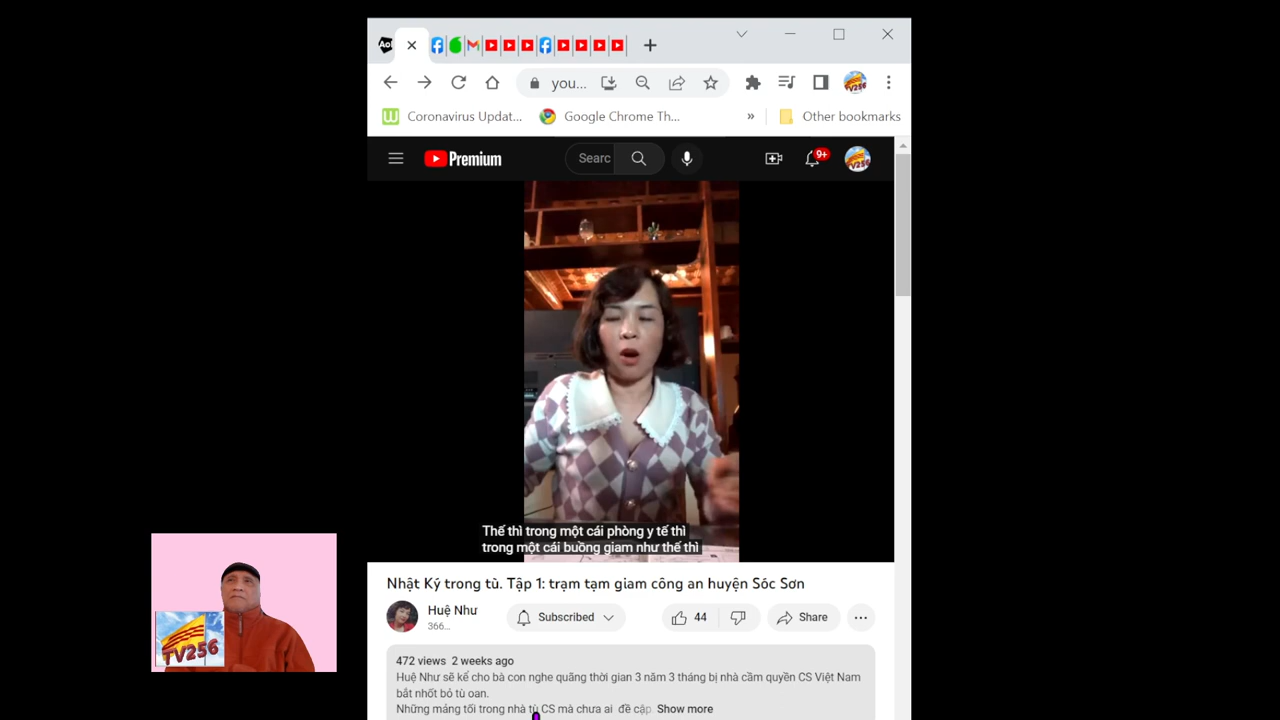 Ao
you...
TV256
Coronavirus Updat...
Google Chrome Th...
»
Other bookmarks
Premium
Searc
9+
Thế thì trong một cái phòng y tế thì
trong một cái buồng giam như thế thì
Nhật Ký trong tù. Tập 1: trạm tạm giam công an huyện Sóc Sơn
Huệ Như
366...
Subscribed
44
Share
TV256
472 views 2 weeks ago
Huệ Như sẽ kể cho bà con nghe quãng thời gian 3 năm 3 tháng bị nhà cầm quyền CS Việt Nam
bắt nhốt bỏ tù oan.
Những mảng tối trong nhà tù CS mà chưa ai đề cập. Show more